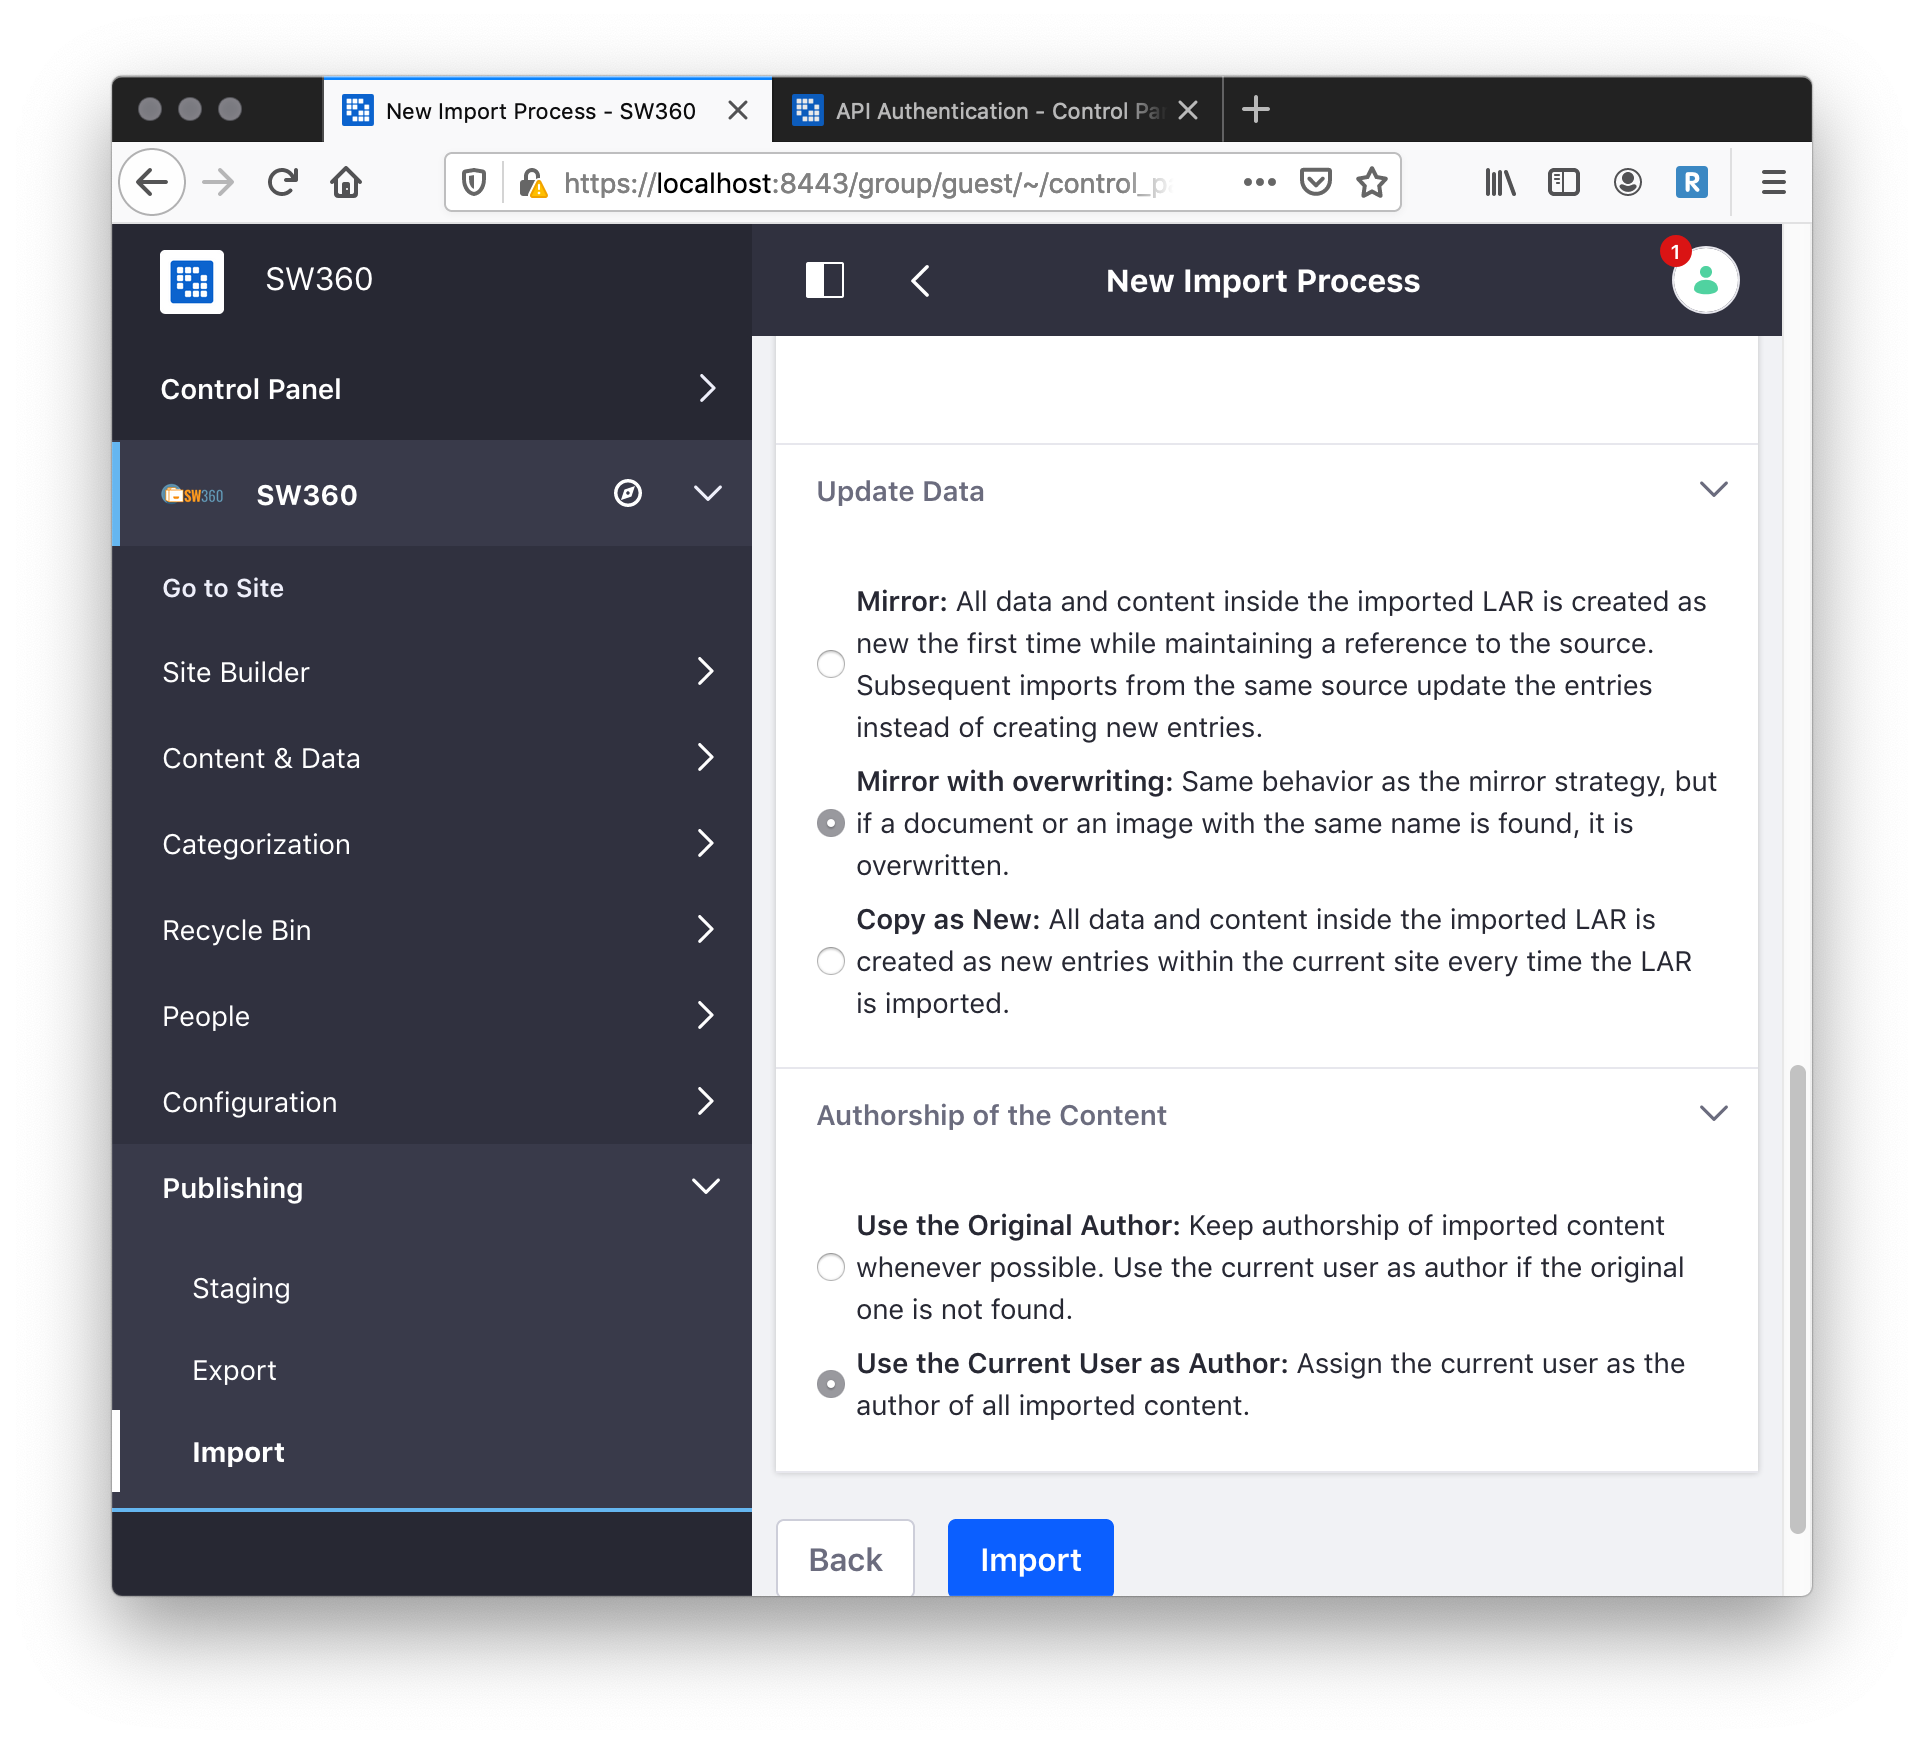 New Import Process - SW360
API Authentication - Control Pa
https://localhost:8443/group/guest/~/control_p
R
SW360
New Import Process
1
Control Panel
SW360
SW360
Go to Site
Site Builder
Content & Data
Categorization
Recycle Bin
People
Configuration
Publishing
Staging
Export
Import
Update Data
Mirror: All data and content inside the imported LAR is created as
new the first time while maintaining a reference to the source.
Subsequent imports from the same source update the entries
instead of creating new entries.
Mirror with overwriting: Same behavior as the mirror strategy, but
if a document or an image with the same name is found, it is
overwritten.
Copy as New: All data and content inside the imported LAR is
created as new entries within the current site every time the LAR
is imported.
Authorship of the Content
Use the Original Author: Keep authorship of imported content
whenever possible. Use the current user as author if the original
one is not found.
Use the Current User as Author: Assign the current user as the
author of all imported content.
Back
Import